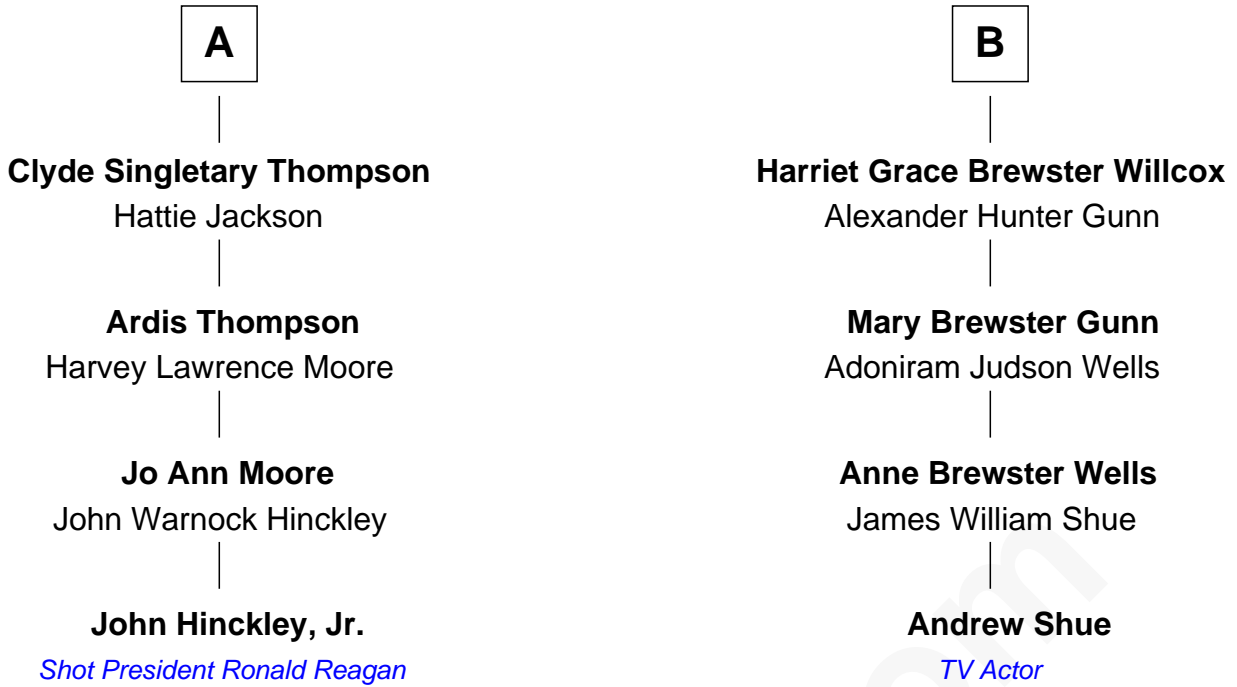 A
Clyde Singletary Thompson
Hattie Jackson
Ardis Thompson
Harvey Lawrence Moore
Jo Ann Moore
John Warnock Hinckley
John Hinckley, Jr.
Shot President Ronald Reagan
B
Harriet Grace Brewster Willcox
Alexander Hunter Gunn
Mary Brewster Gunn
Adoniram Judson Wells
Anne Brewster Wells
James William Shue
Andrew Shue
TV Actor
om